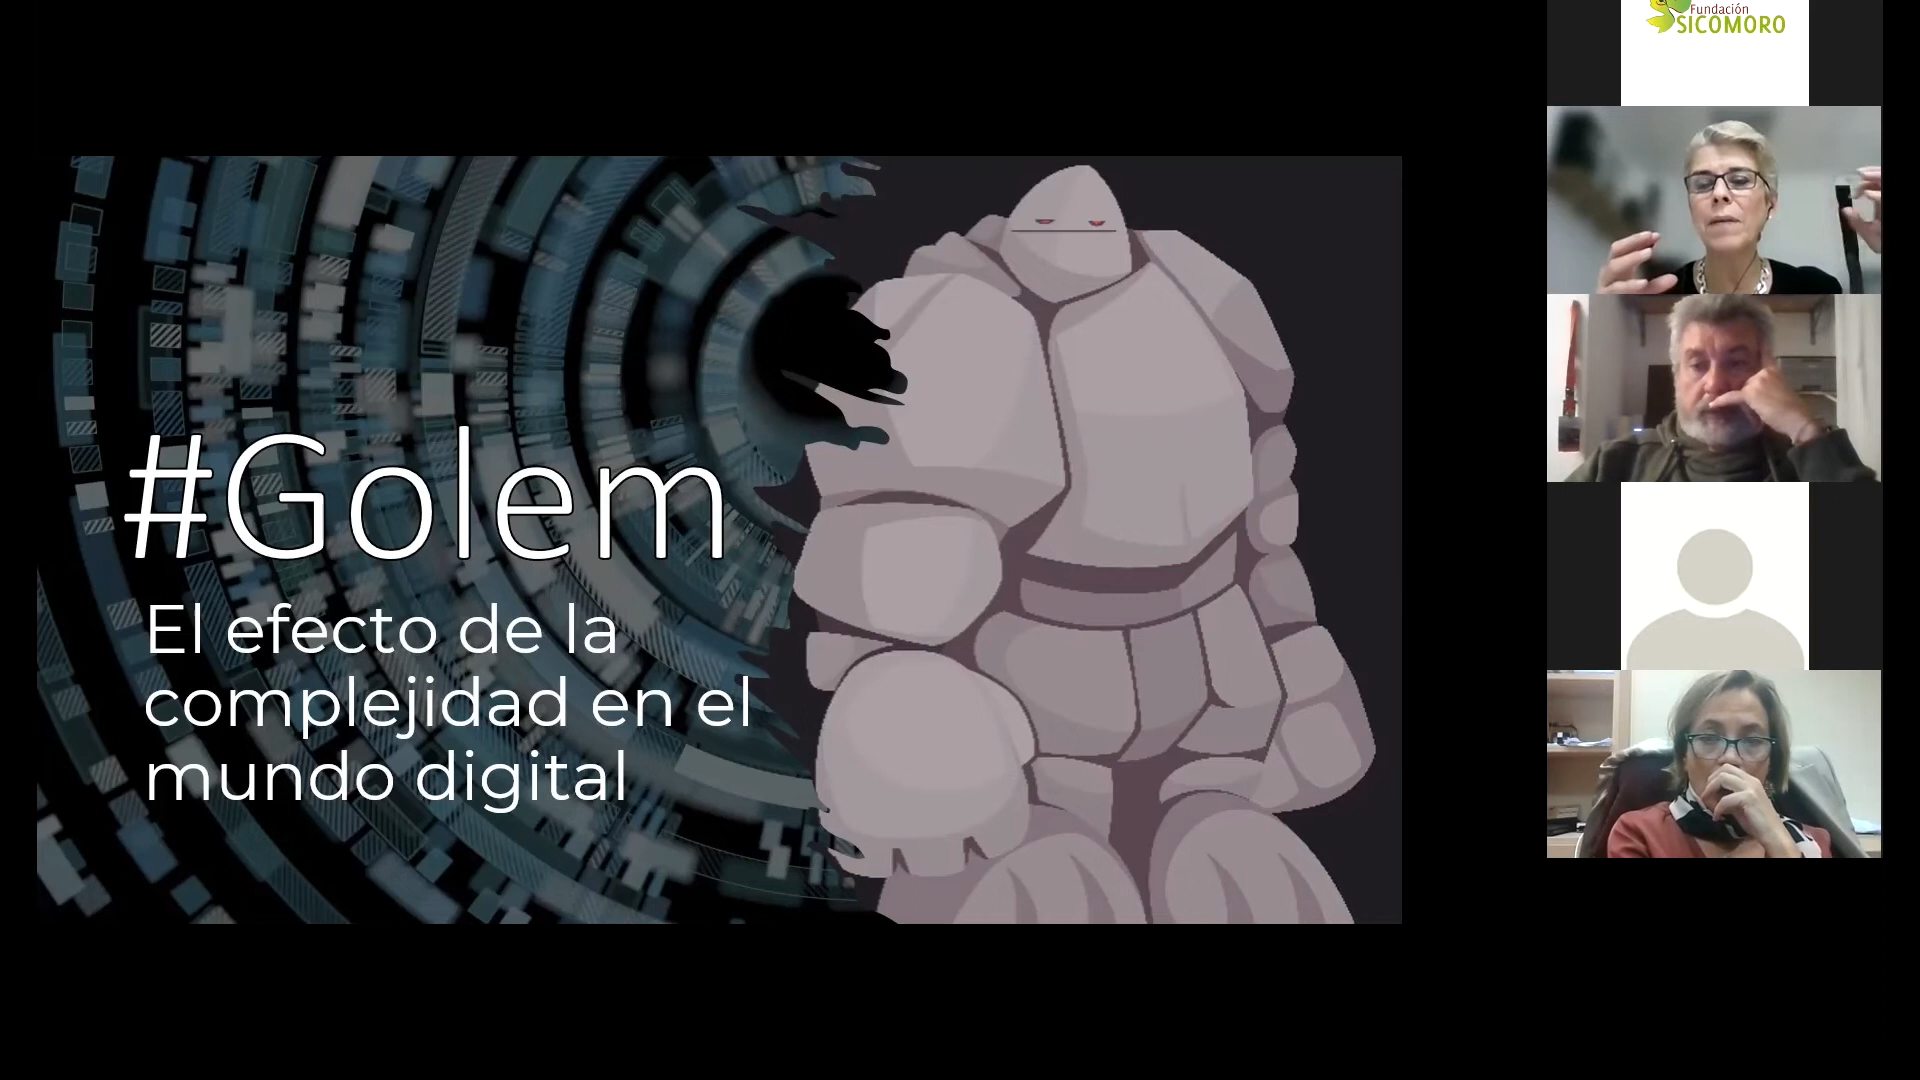 #Golem
El efecto de la
complejidad en el
mundo digital
Fundación
SICOMORO